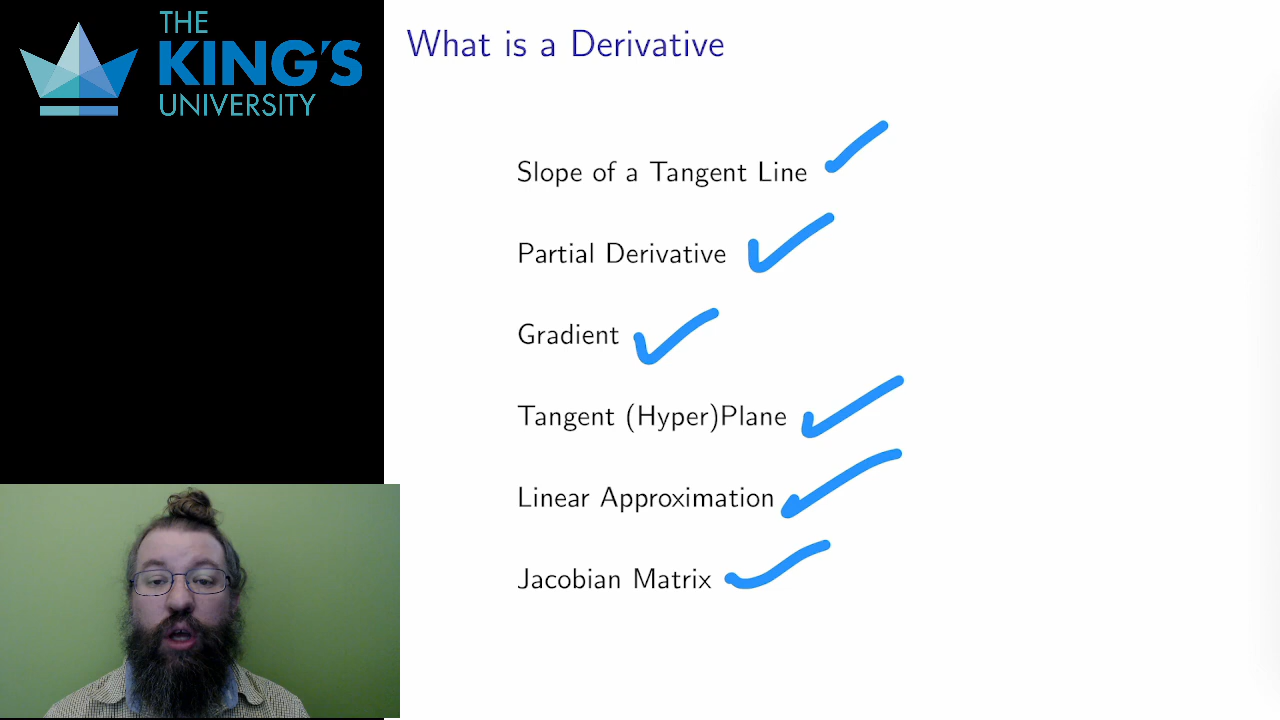 THE
KING'S
UNIVERSITY
What is a Derivative
Slope of a Tangent Line
Partial Derivative
Gradient
Tangent (Hyper)Plane
Linear Approximation
Jacobian Matrix